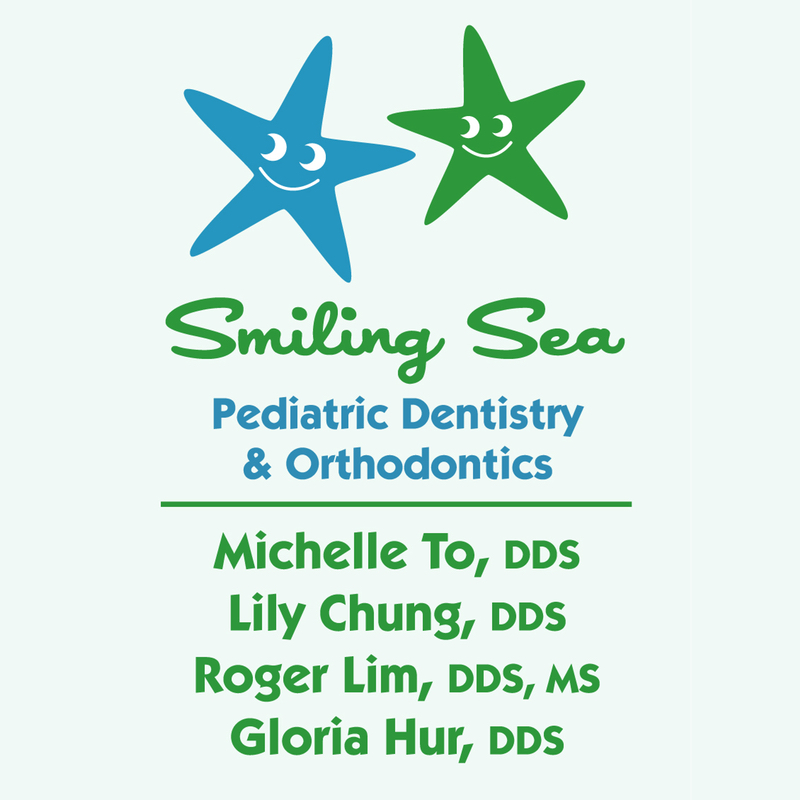 Smiling Sea
Pediatric Dentistry
& Orthodontics
Michelle To, DDS
Lily Chung, DDS
Roger Lim, DDS, MS
Gloria Hur, DDS